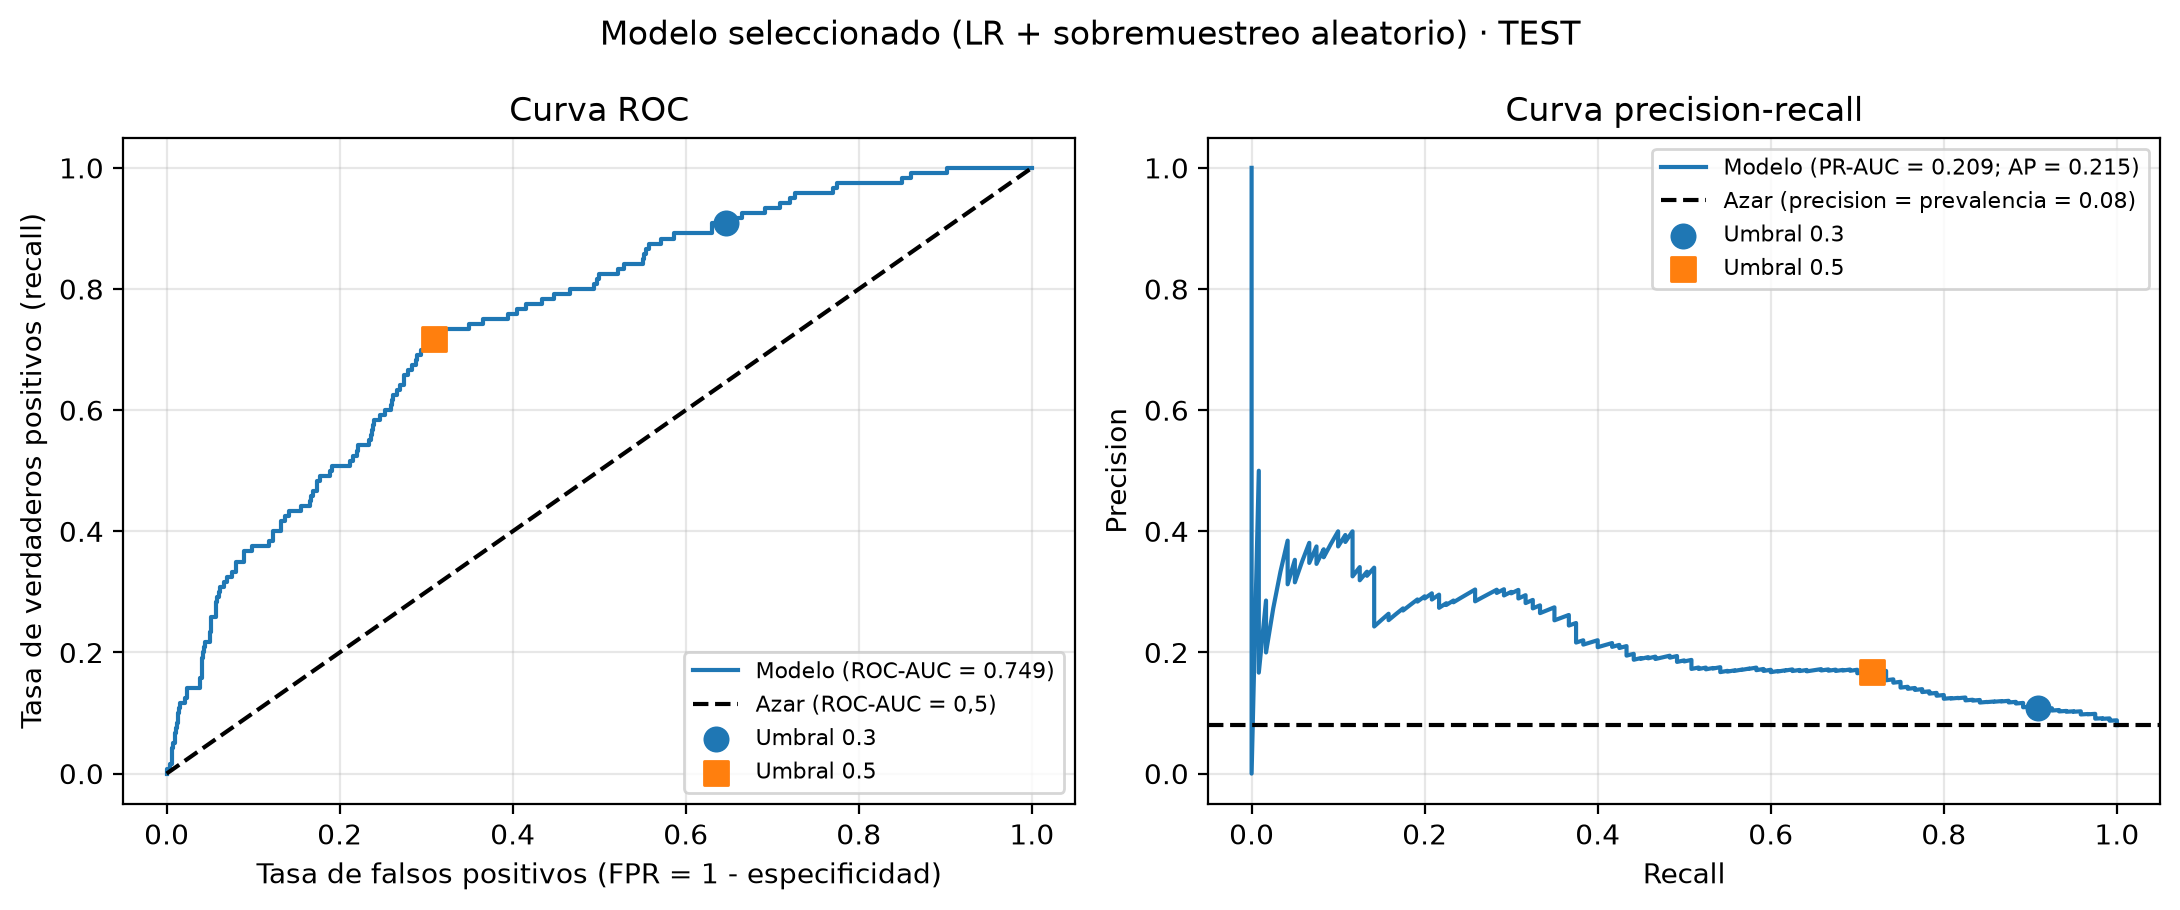 Modelo seleccionado (LR + sobremuestreo aleatorio) · TEST
Curva ROC
1.0
0.8
0.6
0.4
0.2
0.0
Tasa de verdaderos positivos (recall)
Modelo (ROC-AUC = 0.749)
Azar (ROC-AUC = 0,5)
Umbral 0.3
Umbral 0.5
0.0 0.2 0.4 0.6 0.8 1.0
Tasa de falsos positivos (FPR = 1 - especificidad)
Curva precision-recall
1.0
0.8
0.6
0.4
0.2
0.0
Precision
Modelo (PR-AUC = 0.209; AP = 0.215)
Azar (precision = prevalencia = 0.08)
Umbral 0.3
Umbral 0.5
0.0 0.2 0.4 0.6 0.8 1.0
Recall